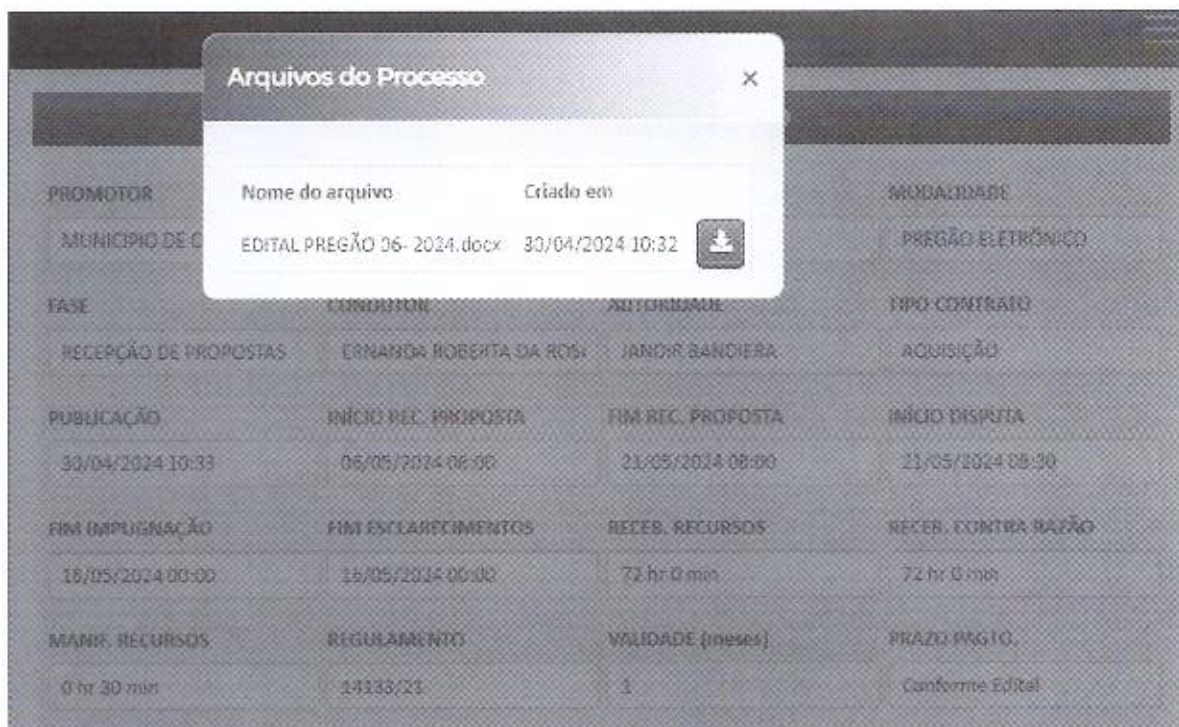 Arquivos do Processo ×
Nome do arquivo Criado em
EDITAL PREGÃO 06- 2024.docx 30/04/2024 10:32
PROMOTOR MODALIDADE
MUNICIPIO DE C PREGÃO ELETRÔNICO
FASE CONDUTOR AUTORIDADE TIPO CONTRATO
RECEPÇÃO DE PROPOSTAS ERNANDA ROBERTA DA ROSA JANDIR BANDIERA AQUISIÇÃO
PUBLICAÇÃO INÍCIO REC. PROPOSTA FIM REC. PROPOSTA INÍCIO DISPUTA
30/04/2024 10:33 06/05/2024 08:00 21/05/2024 08:00 21/05/2024 08:30
FIM IMPUGNAÇÃO FIM ESCLARECIMENTOS RECEB. RECURSOS RECEB. CONTRA RAZÃO
16/05/2024 00:00 16/05/2024 00:00 72 hr 0 min 72 hr 0 min
MANIF. RECURSOS REGULAMENTO VALIDADE (meses) PRAZO PAGTO.
0 hr 30 min 14133/21 1 Conforme Edital